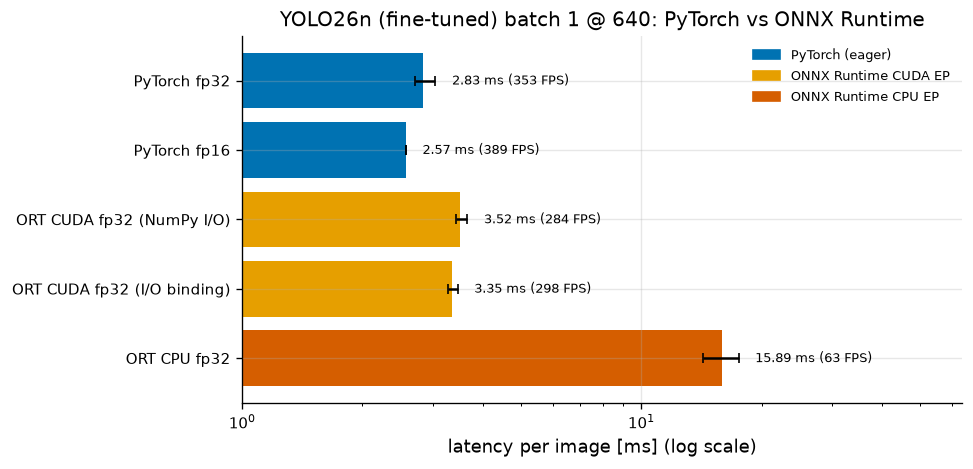 YOLO26n (fine-tuned) batch 1 @ 640: PyTorch vs ONNX Runtime
PyTorch (eager)
ONNX Runtime CUDA EP
ONNX Runtime CPU EP
PyTorch fp32
2.83 ms (353 FPS)
PyTorch fp16
2.57 ms (389 FPS)
ORT CUDA fp32 (NumPy I/O)
3.52 ms (284 FPS)
ORT CUDA fp32 (I/O binding)
3.35 ms (298 FPS)
ORT CPU fp32
15.89 ms (63 FPS)
10⁰ 10¹
latency per image [ms] (log scale)